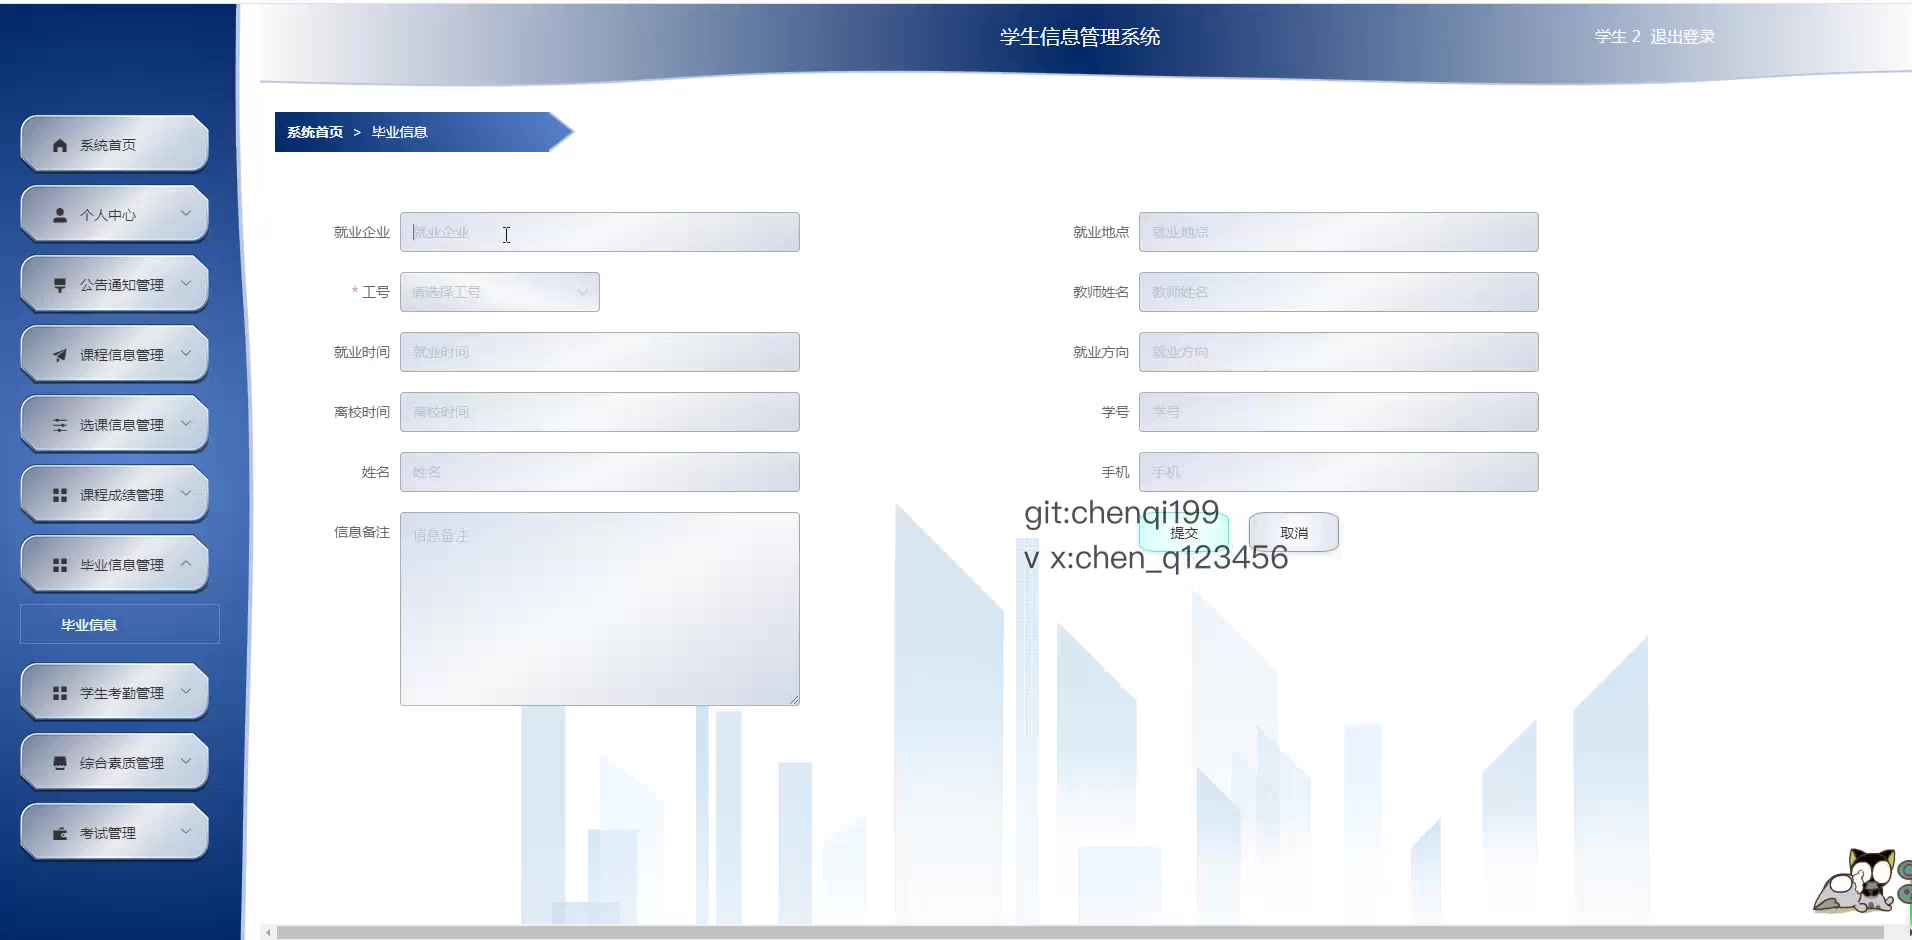 学生信息管理系统
学生 2 退出登录
系统首页 > 毕业信息
系统首页
个人中心
公告通知管理
课程信息管理
选课信息管理
课程成绩管理
毕业信息管理
毕业信息
学生考勤管理
综合素质管理
考试管理
就业企业 就业企业
就业地点 就业地点
* 工号 请选择工号
教师姓名 教师姓名
就业时间 就业时间
就业方向 就业方向
离校时间 离校时间
学号 学号
姓名 姓名
手机 手机
信息备注 信息备注
提交 取消
git:chenqi199
v x:chen_q123456